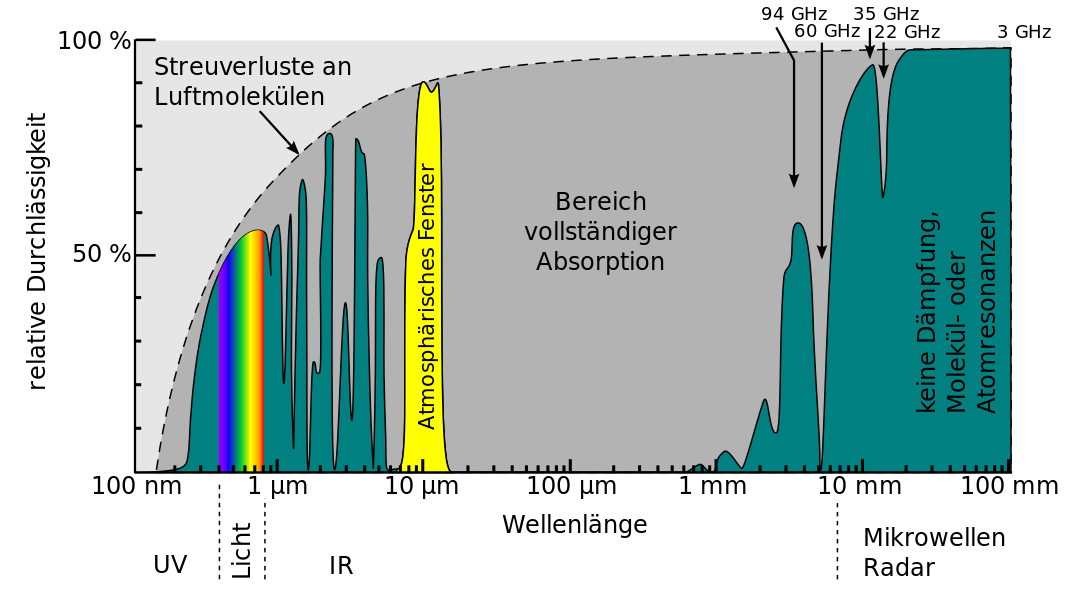 94 GHz
35 GHz
60 GHz
22 GHz
3 GHz
100 %
50 %
relative Durchlässigkeit
Streuverluste an
Luftmolekülen
Atmosphärisches Fenster
Bereich
vollständiger
Absorption
keine Dämpfung,
Molekül- oder
Atomresonanzen
100 nm
1 µm
10 µm
100 µm
1 mm
10 mm
100 mm
Wellenlänge
UV
Licht
IR
Mikrowellen
Radar